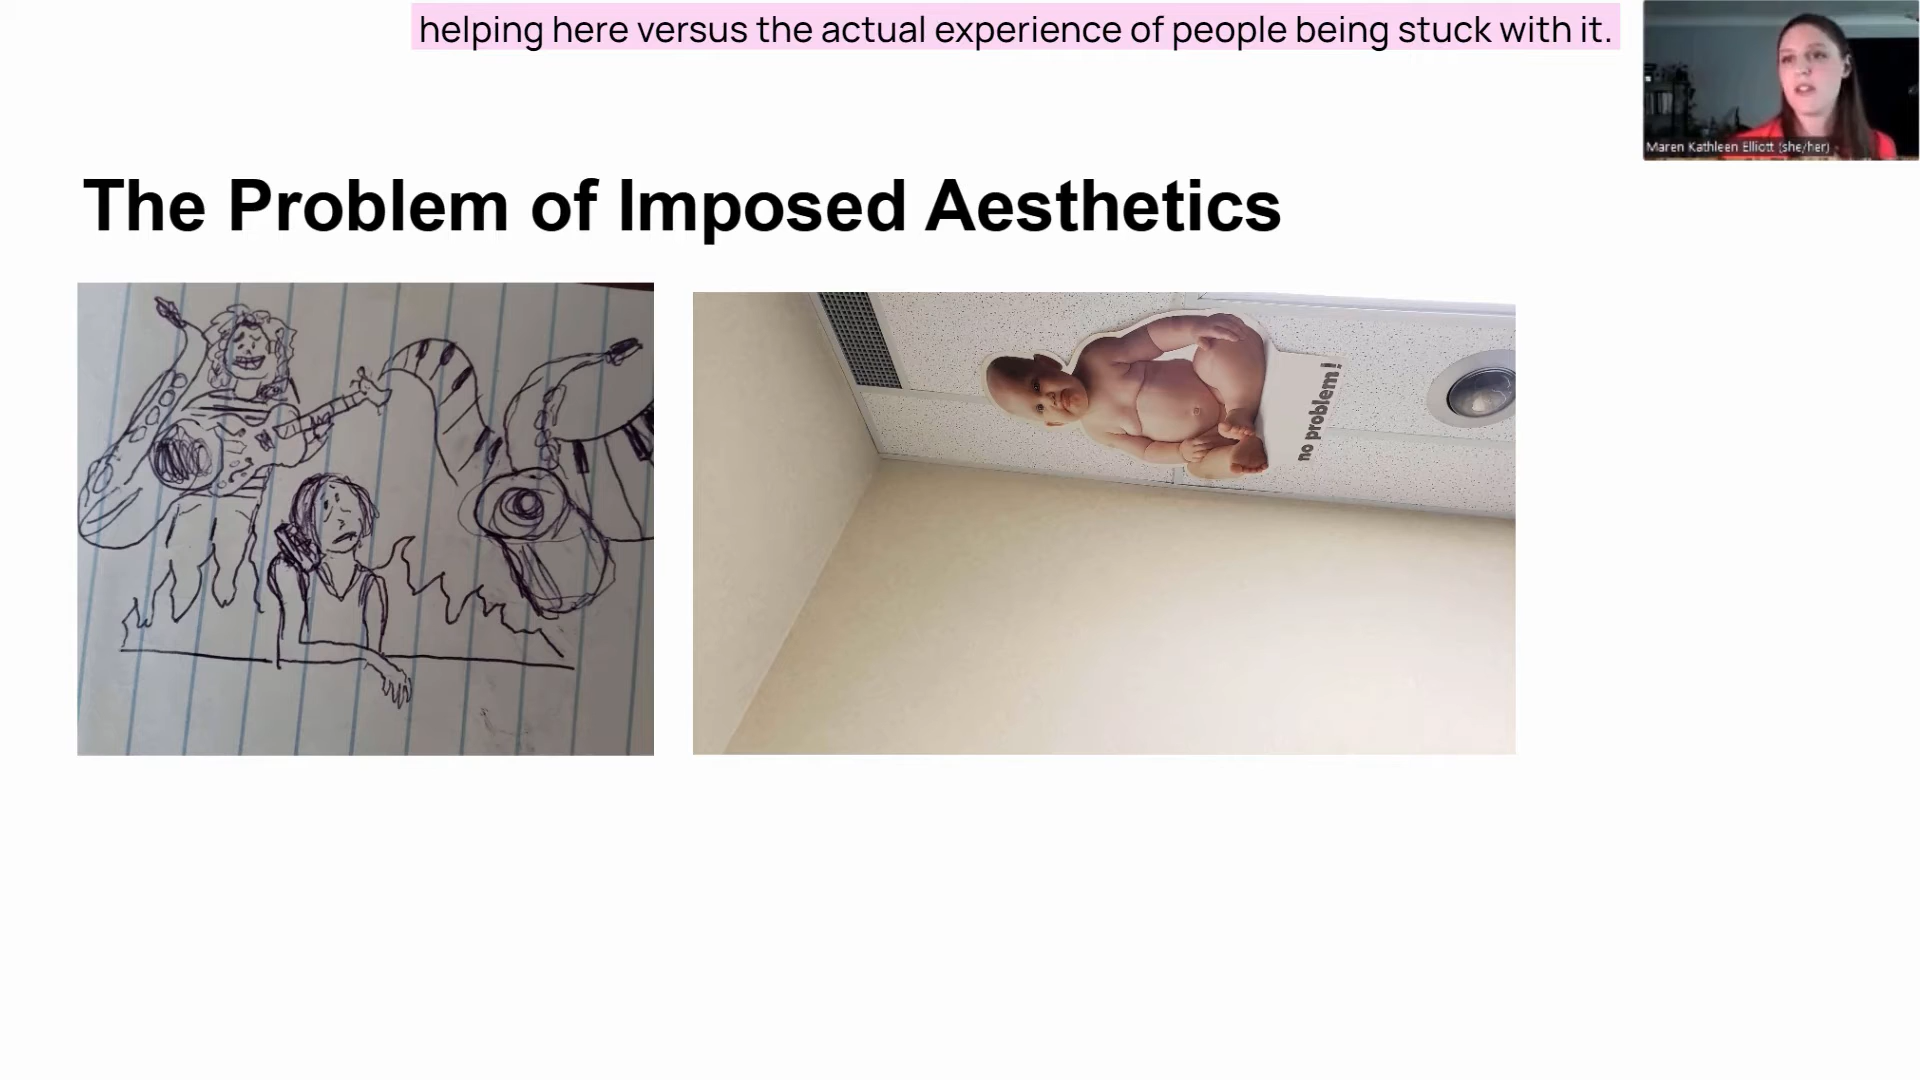 helping here versus the actual experience of people being stuck with it.
Maren Kathleen Elliott (she/her)
The Problem of Imposed Aesthetics
no problem!